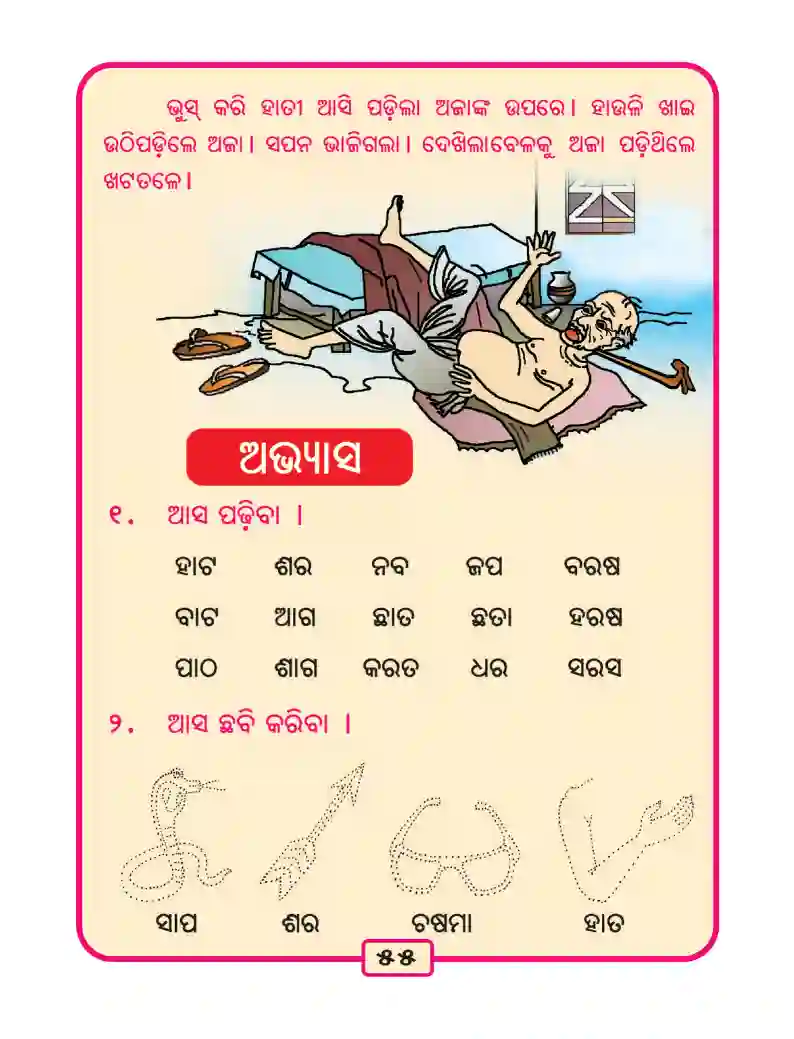 ଭୁସ୍ କରି ହାତୀ ଆସି ପଡ଼ିଲା ଅଜାଙ୍କ ଉପରେ। ହାଉଳି ଖାଇ
ଉଠିପଡ଼ିଲେ ଅଜା। ସପନ ଭାଜିଗଲା। ଦେଖିଲାବେଳକୁ ଅଜା ପଡ଼ିଥିଲେ
ଖଟତଳେ।
ଅଭ୍ୟାସ
୧. ଆସ ପଢ଼ିବା ।
ହାଟ ଶର ନବ ଜପ ବରଷ
ବାଟ ଆଗ ଛାତ ଛତା ହରଷ
ପାଠ ଶାଗ କରତ ଧର ସରସ
୨. ଆସ ଛବି କରିବା ।
ସାପ ଶର ଚଷମା ହାତ
୫୫